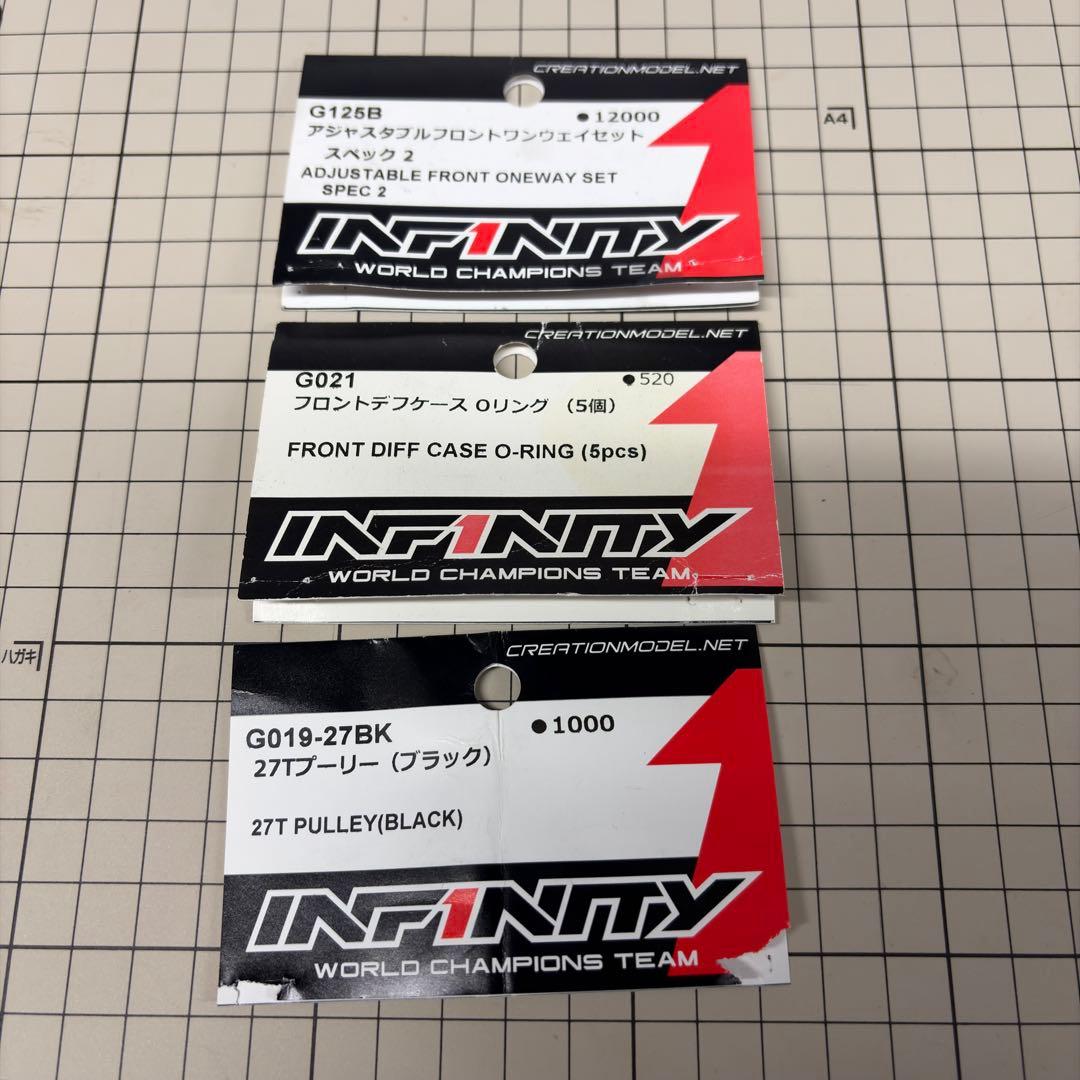 CREATIONMODEL.NET
G125B ●12000
アジャスタブルフロントワンウェイセット
スペック 2
ADJUSTABLE FRONT ONEWAY SET
SPEC 2
INF1NITY
WORLD CHAMPIONS TEAM
A4
CREATIONMODEL.NET
G021 ●520
フロントデフケース Oリング （5個）
FRONT DIFF CASE O-RING (5pcs)
INF1NITY
WORLD CHAMPIONS TEAM
ハガキ
CREATIONMODEL.NET
G019-27BK ●1000
27Tプーリー（ブラック）
27T PULLEY(BLACK)
INF1NITY
WORLD CHAMPIONS TEAM